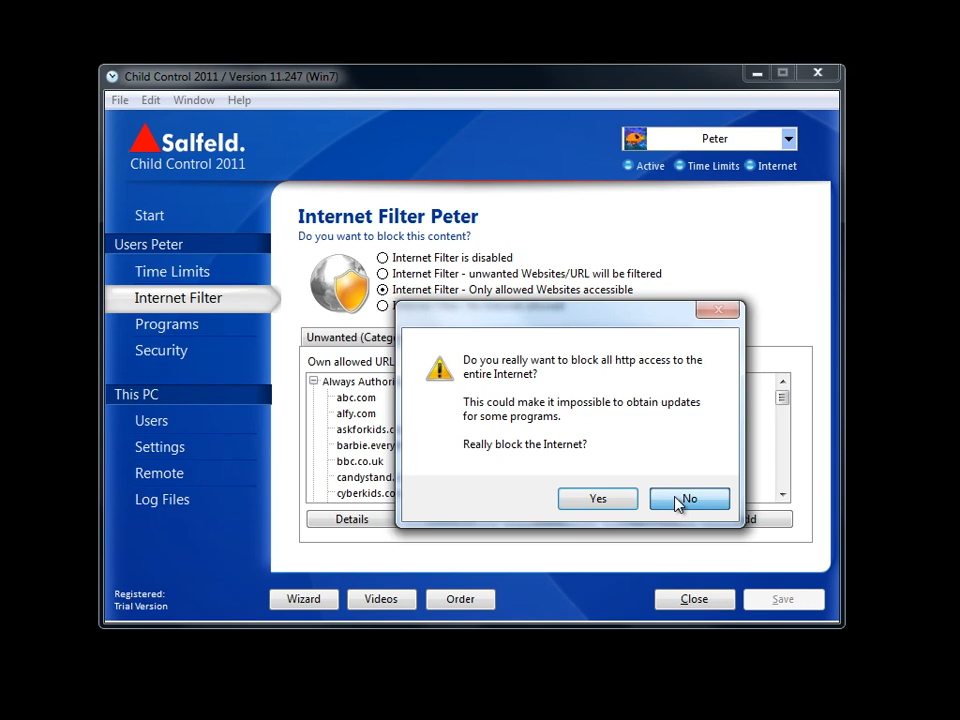 Child Control 2011 / Version 11.247 (Win7)
File Edit Window Help
Salfeld.
Child Control 2011
Peter
Active Time Limits Internet
Start
Users Peter
Time Limits
Internet Filter
Programs
Security
This PC
Users
Settings
Remote
Log Files
Internet Filter Peter
Do you want to block this content?
Internet Filter is disabled
Internet Filter - unwanted Websites/URL will be filtered
Internet Filter - Only allowed Websites accessible
Unwanted (Categ
Own allowed URL
Always Authori
abc.com
alfy.com
askforkids.c
barbie.every
bbc.co.uk
candystand.
cyberkids.co
Details
dd
Do you really want to block all http access to the
entire Internet?
This could make it impossible to obtain updates
for some programs.
Really block the Internet?
Yes No
Registered:
Trial Version
Wizard Videos Order Close Save